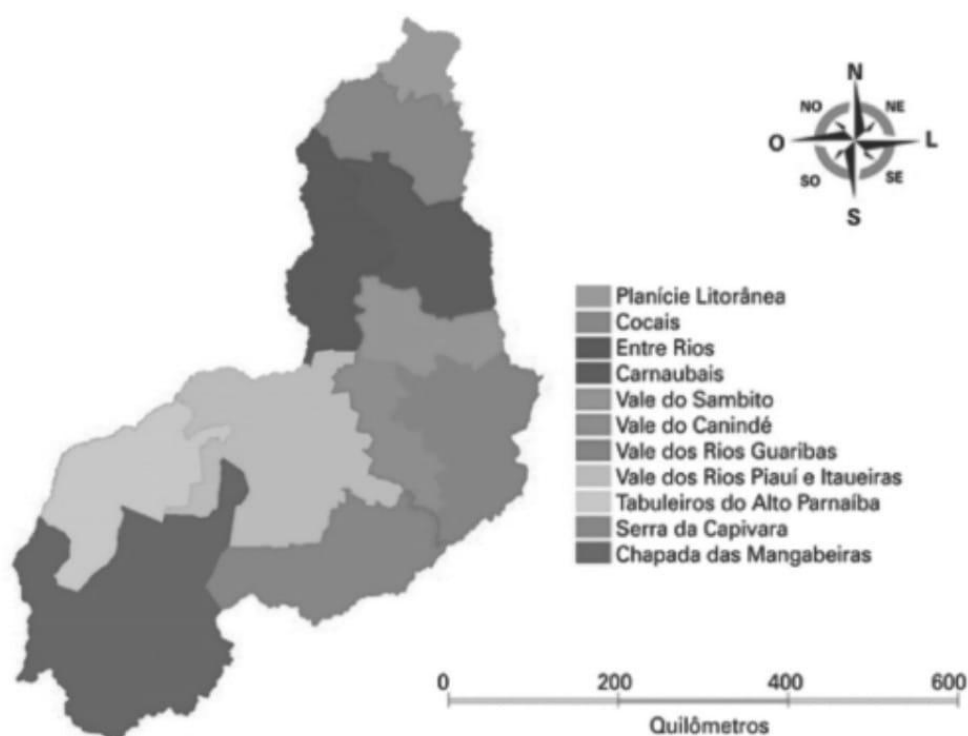 N
NO NE
O L
SO SE
S
Planície Litorânea
Cocais
Entre Rios
Carnaubais
Vale do Sambito
Vale do Canindé
Vale dos Rios Guaribas
Vale dos Rios Piauí e Itaueiras
Tabuleiros do Alto Parnaíba
Serra da Capivara
Chapada das Mangabeiras
0 200 400 600
Quilômetros